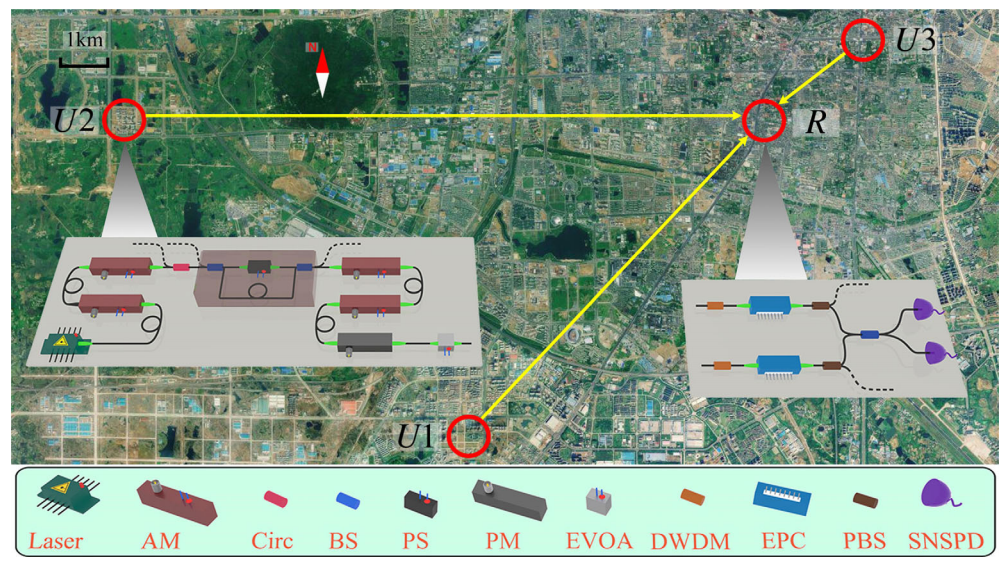 1km
N
U3
U2
R
U1
Laser
AM
Circ
BS
PS
PM
EVOA
DWDM
EPC
PBS
SNSPD